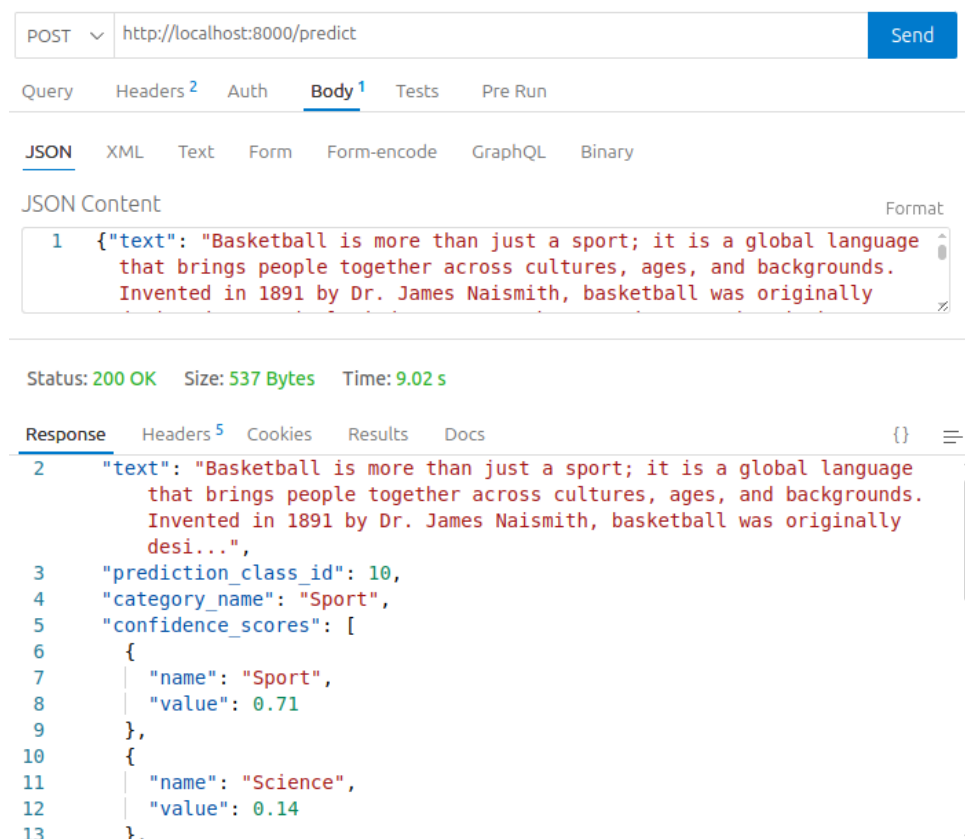 POST http://localhost:8000/predict Send
Query Headers 2 Auth Body 1 Tests Pre Run
JSON XML Text Form Form-encode GraphQL Binary
JSON Content
Format
1 {"text": "Basketball is more than just a sport; it is a global language
that brings people together across cultures, ages, and backgrounds.
Invented in 1891 by Dr. James Naismith, basketball was originally
Status: 200 OK Size: 537 Bytes Time: 9.02 s
Response Headers 5 Cookies Results Docs {}
2 "text": "Basketball is more than just a sport; it is a global language
that brings people together across cultures, ages, and backgrounds.
Invented in 1891 by Dr. James Naismith, basketball was originally
desi...",
3 "prediction_class_id": 10,
4 "category_name": "Sport",
5 "confidence_scores": [
6 {
7 "name": "Sport",
8 "value": 0.71
9 },
10 {
11 "name": "Science",
12 "value": 0.14
13 },